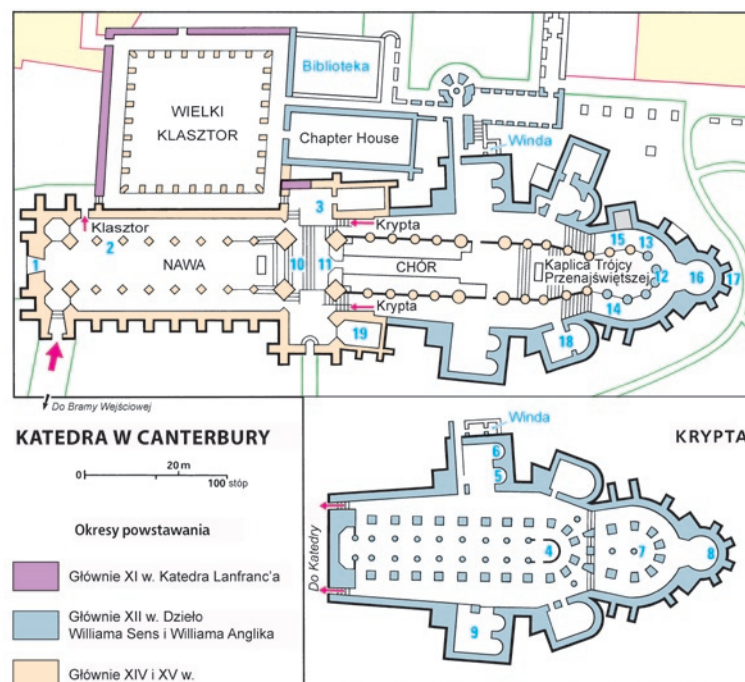 Biblioteka
WIELKI
KLASZTOR
Chapter House
Winda
3
Klasztor
Krypta
15
13
1
2
NAWA
10
11
CHÓR
Kaplica Trójcy
Przenajświętszej
12
16
17
14
Krypta
19
18
Do Bramy Wejściowej
KATEDRA W CANTERBURY
0
20 m
100 stóp
Okresy powstawania
Głównie XI w. Katedra Lanfranc'a
Głównie XII w. Dzieło
Williama Sens i Williama Anglika
Głównie XIV i XV w.
Winda
KRYPTA
6
5
Do Katedry
4
7
8
9